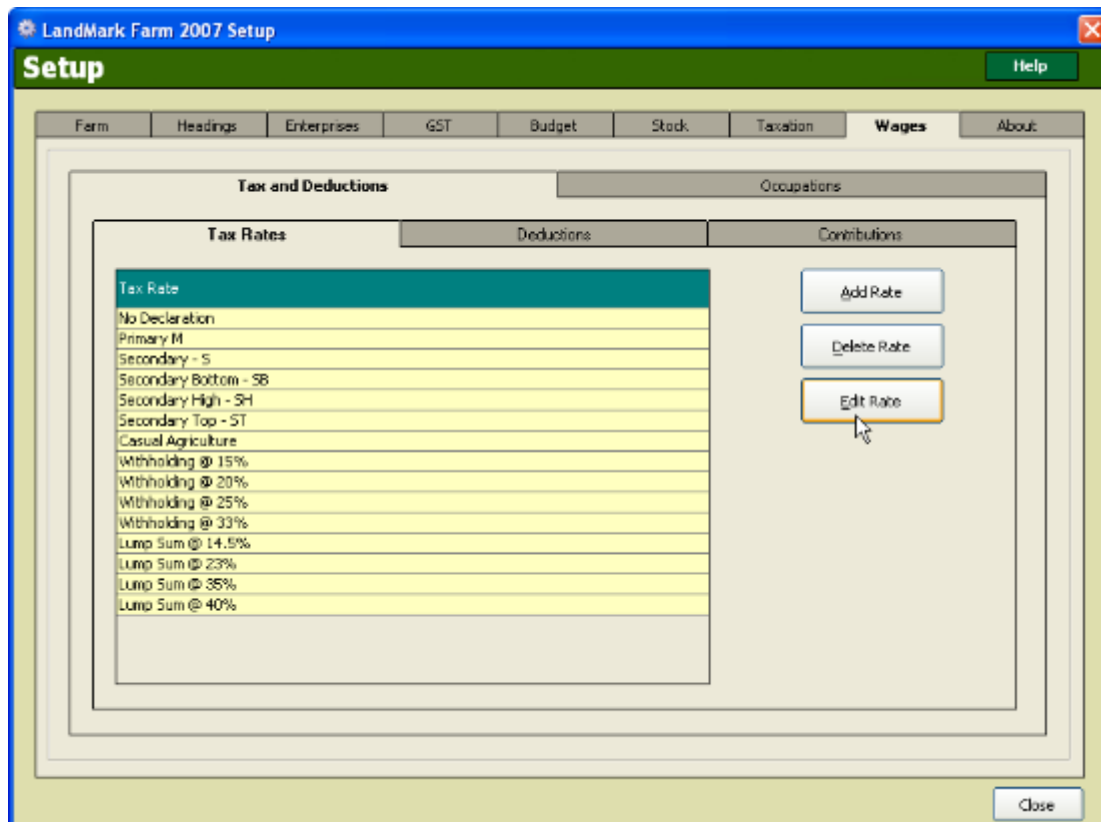 LandMark Farm 2007 Setup
Setup
Help
Farm Headings Enterprises GST Budget Stock Taxation Wages About
Tax and Deductions Occupations
Tax Rates Deductions Contributions
Tax Rate
No Declaration
Primary M
Secondary - S
Secondary Bottom - SB
Secondary High - SH
Secondary Top - ST
Casual Agriculture
Withholding @ 15%
Withholding @ 20%
Withholding @ 25%
Withholding @ 33%
Lump Sum @ 14.5%
Lump Sum @ 23%
Lump Sum @ 35%
Lump Sum @ 40%
Add Rate
Delete Rate
Edit Rate
Close